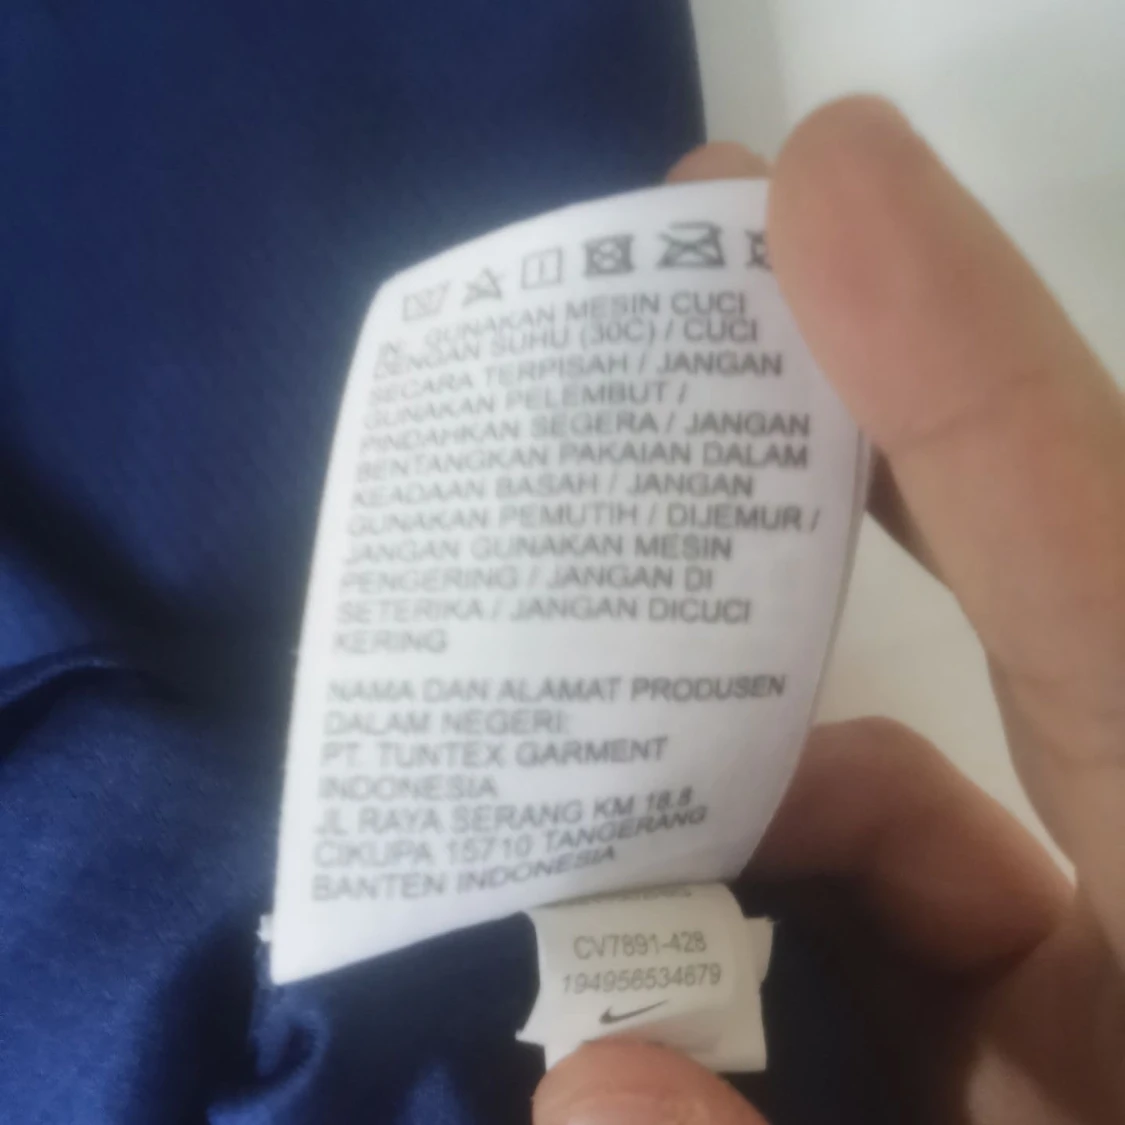 IN. GUNAKAN MESIN CUCI
DENGAN SUHU (30C) / CUCI
SECARA TERPISAH / JANGAN
GUNAKAN PELEMBUT /
PINDAHKAN SEGERA / JANGAN
BENTANGKAN PAKAIAN DALAM
KEADAAN BASAH / JANGAN
GUNAKAN PEMUTIH / DIJEMUR /
JANGAN GUNAKAN MESIN
PENGERING / JANGAN DI
SETERIKA / JANGAN DICUCI
KERING
NAMA DAN ALAMAT PRODUSEN
DALAM NEGERI:
PT. TUNTEX GARMENT
INDONESIA
JL RAYA SERANG KM 18.8
CIKUPA 15710 TANGERANG
BANTEN INDONESIA
CV7891-428
194956534679